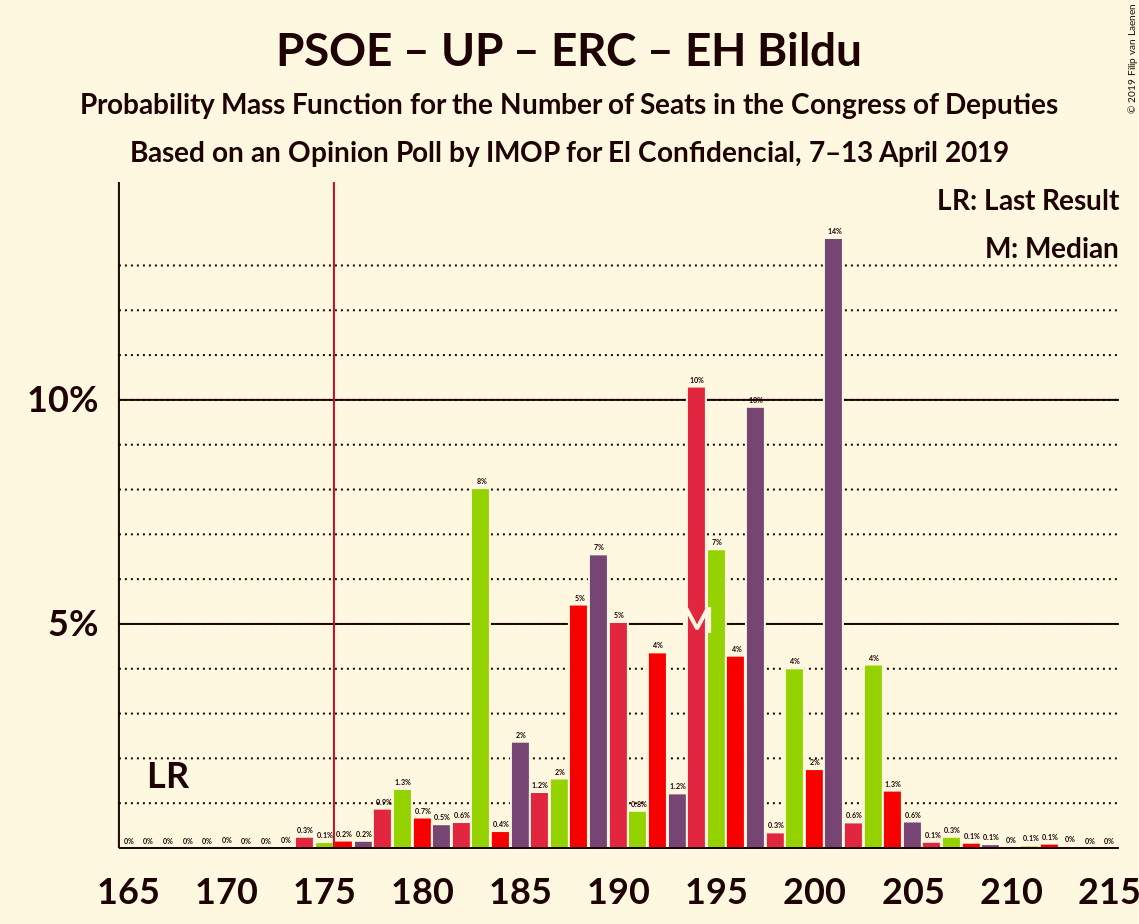 PSOE – UP – ERC – EH Bildu
Probability Mass Function for the Number of Seats in the Congress of Deputies
Based on an Opinion Poll by IMOP for El Confidencial, 7–13 April 2019
© 2019 Filip van Laenen
LR: Last Result
M: Median
10%
5%
LR
M
0% 0% 0% 0% 0% 0% 0% 0% 0% 0.3% 0.1% 0.2% 0.2% 0.9% 1.3% 0.7% 0.5% 0.6% 8% 0.4% 2% 1.2% 2% 5% 7% 5% 0.8% 4% 1.2% 10% 7% 4% 10% 0.3% 4% 2% 14% 0.6% 4% 1.3% 0.6% 0.1% 0.3% 0.1% 0.1% 0% 0.1% 0.1% 0% 0% 0%
165 170 175 180 185 190 195 200 205 210 215